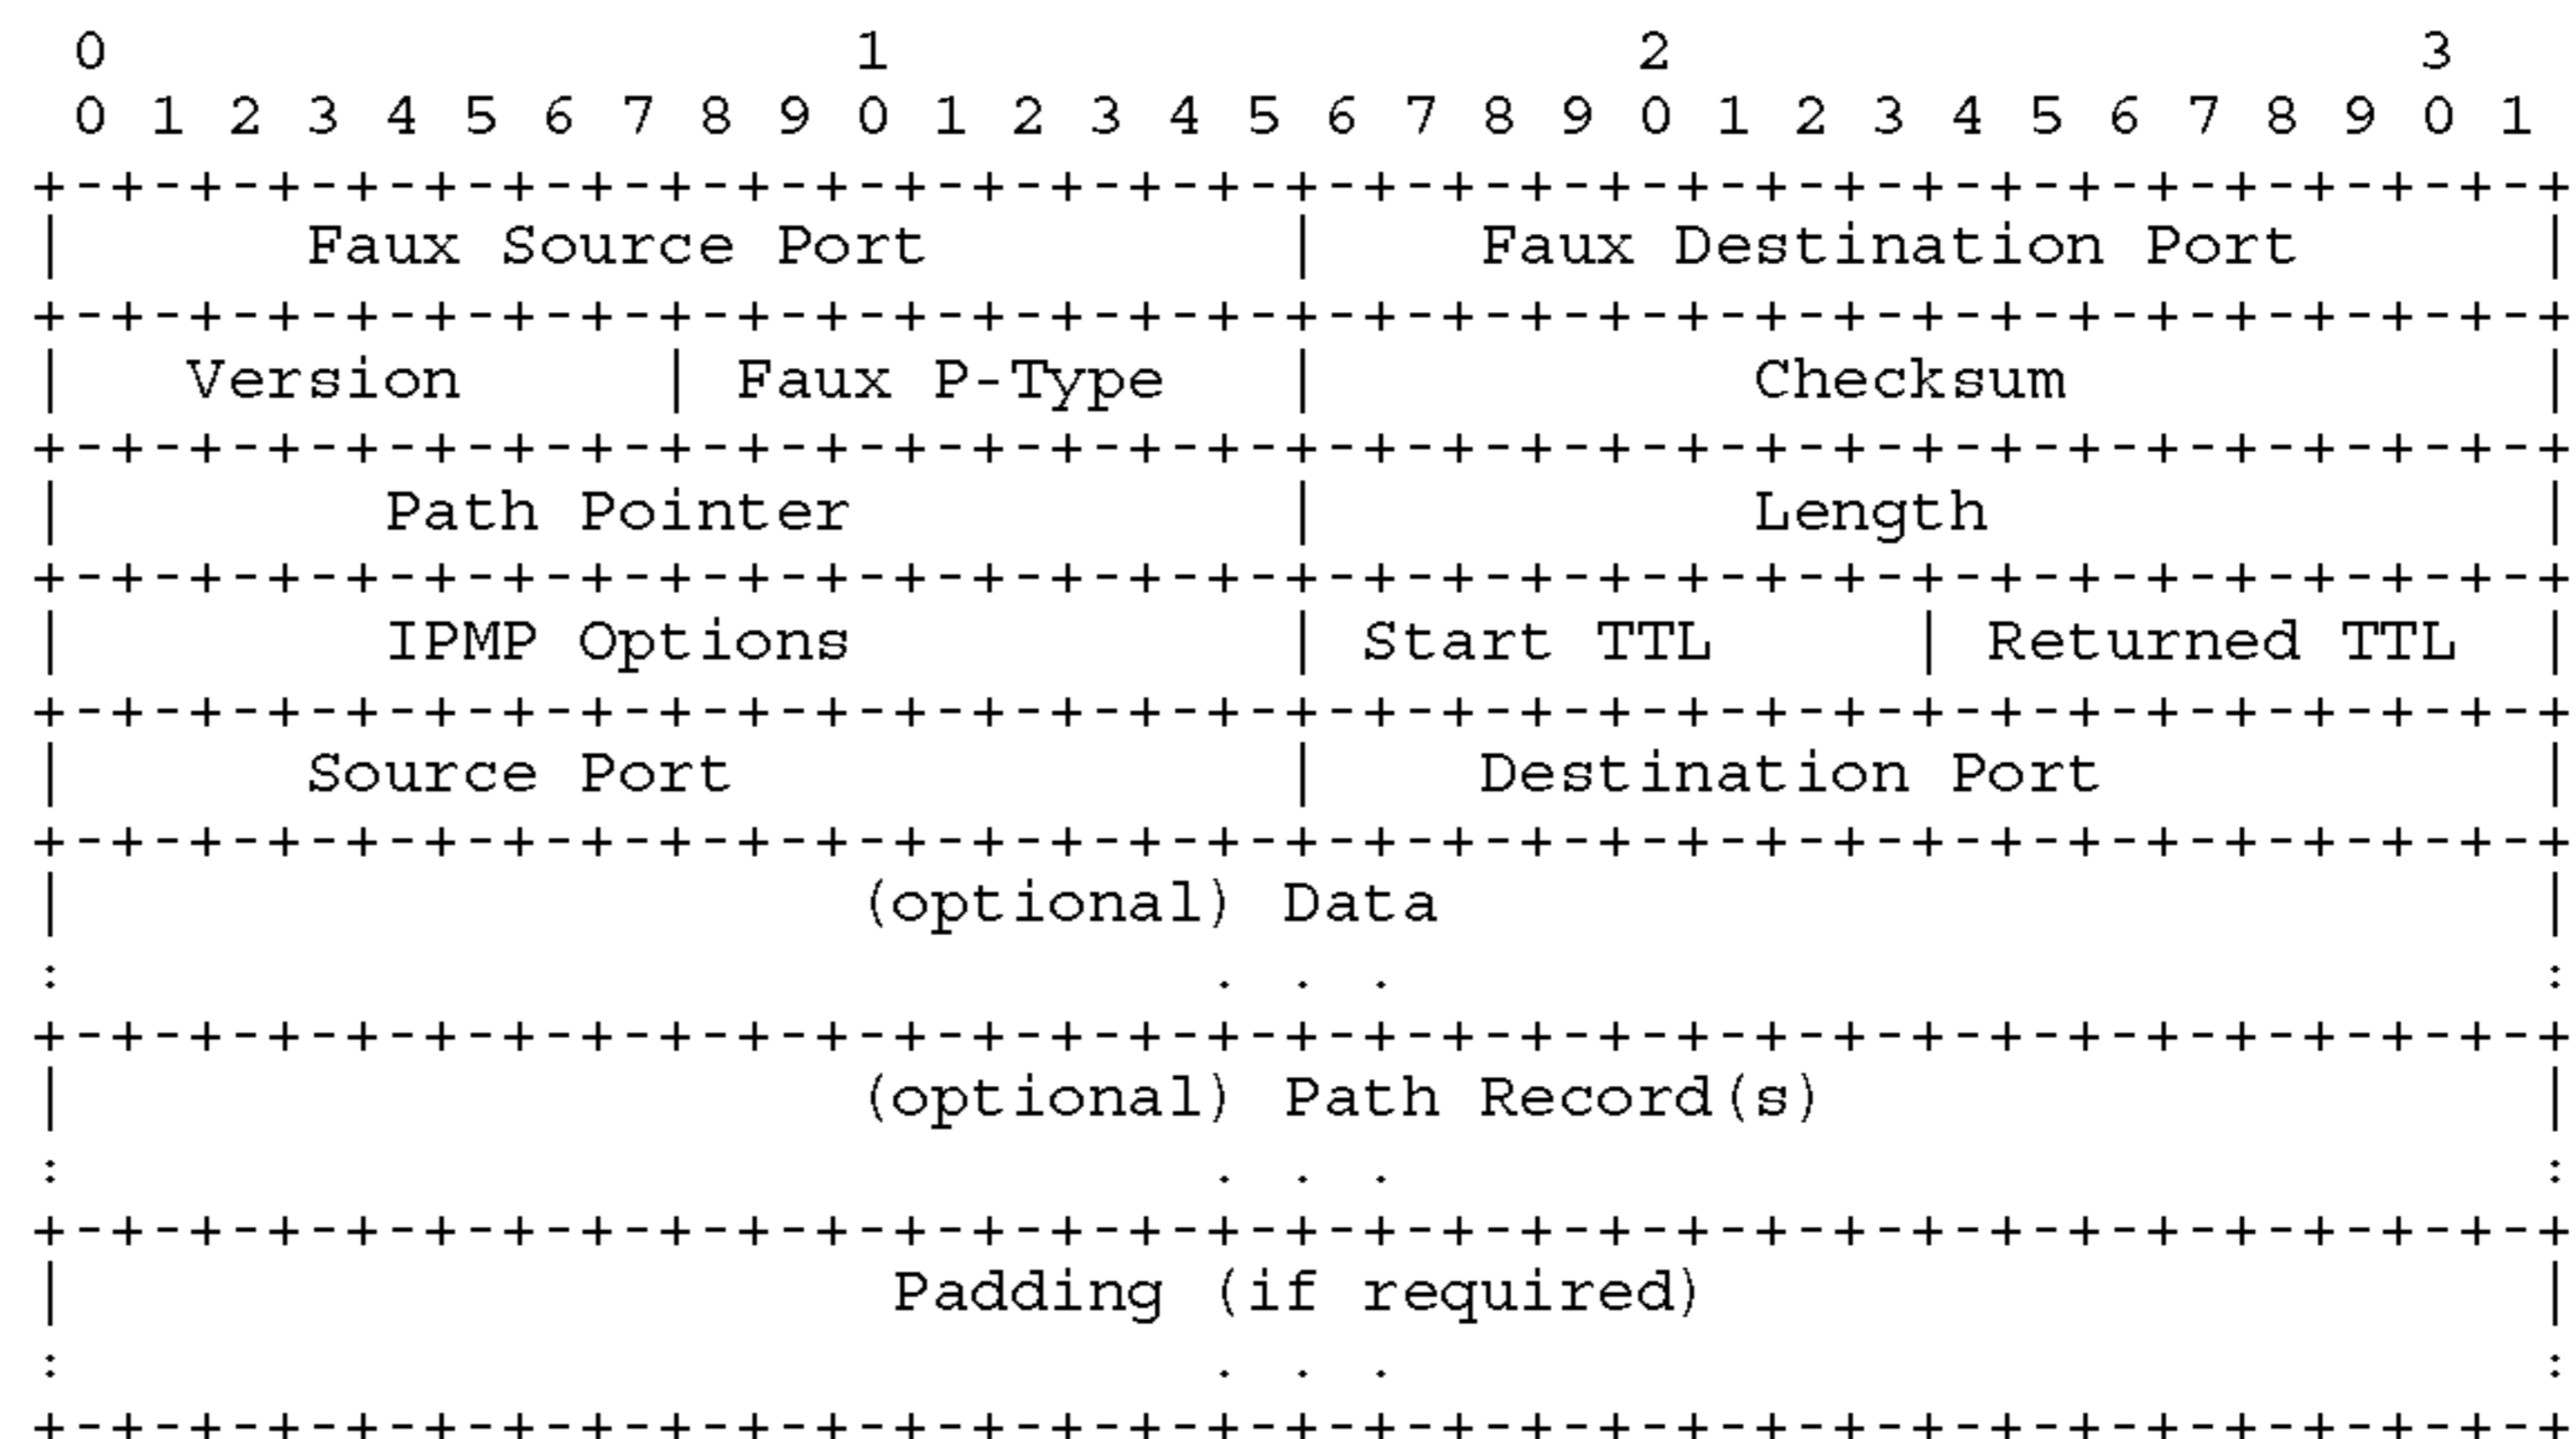 0                   1                   2                   3
 0 1 2 3 4 5 6 7 8 9 0 1 2 3 4 5 6 7 8 9 0 1 2 3 4 5 6 7 8 9 0 1
+-+-+-+-+-+-+-+-+-+-+-+-+-+-+-+-+-+-+-+-+-+-+-+-+-+-+-+-+-+-+-+-+
|      Faux Source Port         |    Faux Destination Port      |
+-+-+-+-+-+-+-+-+-+-+-+-+-+-+-+-+-+-+-+-+-+-+-+-+-+-+-+-+-+-+-+-+
|   Version     | Faux P-Type   |           Checksum            |
+-+-+-+-+-+-+-+-+-+-+-+-+-+-+-+-+-+-+-+-+-+-+-+-+-+-+-+-+-+-+-+-+
|        Path Pointer           |           Length              |
+-+-+-+-+-+-+-+-+-+-+-+-+-+-+-+-+-+-+-+-+-+-+-+-+-+-+-+-+-+-+-+-+
|        IPMP Options           | Start TTL     | Returned TTL  |
+-+-+-+-+-+-+-+-+-+-+-+-+-+-+-+-+-+-+-+-+-+-+-+-+-+-+-+-+-+-+-+-+
|      Source Port              |    Destination Port           |
+-+-+-+-+-+-+-+-+-+-+-+-+-+-+-+-+-+-+-+-+-+-+-+-+-+-+-+-+-+-+-+-+
|                    (optional) Data                            |
:                             . . .                             :
+-+-+-+-+-+-+-+-+-+-+-+-+-+-+-+-+-+-+-+-+-+-+-+-+-+-+-+-+-+-+-+-+
|                    (optional) Path Record(s)                  |
:                             . . .                             :
+-+-+-+-+-+-+-+-+-+-+-+-+-+-+-+-+-+-+-+-+-+-+-+-+-+-+-+-+-+-+-+-+
|                     Padding (if required)                     |
:                             . . .                             :
+-+-+-+-+-+-+-+-+-+-+-+-+-+-+-+-+-+-+-+-+-+-+-+-+-+-+-+-+-+-+-+-+